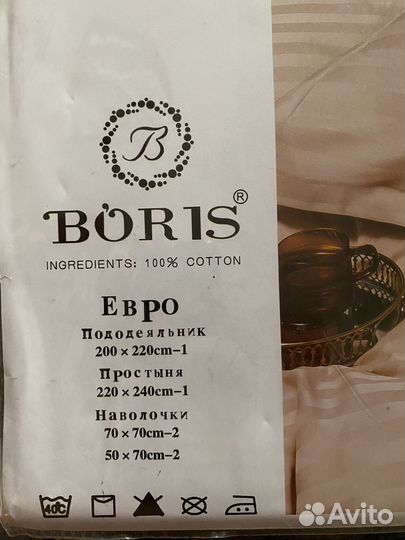 B
BORIS®
INGREDIENTS: 100% COTTON
Евро
Пододеяльник
200 × 220cm–1
Простыня
220 × 240cm–1
Наволочки
70 × 70cm–2
50 × 70cm–2
40C
Avito